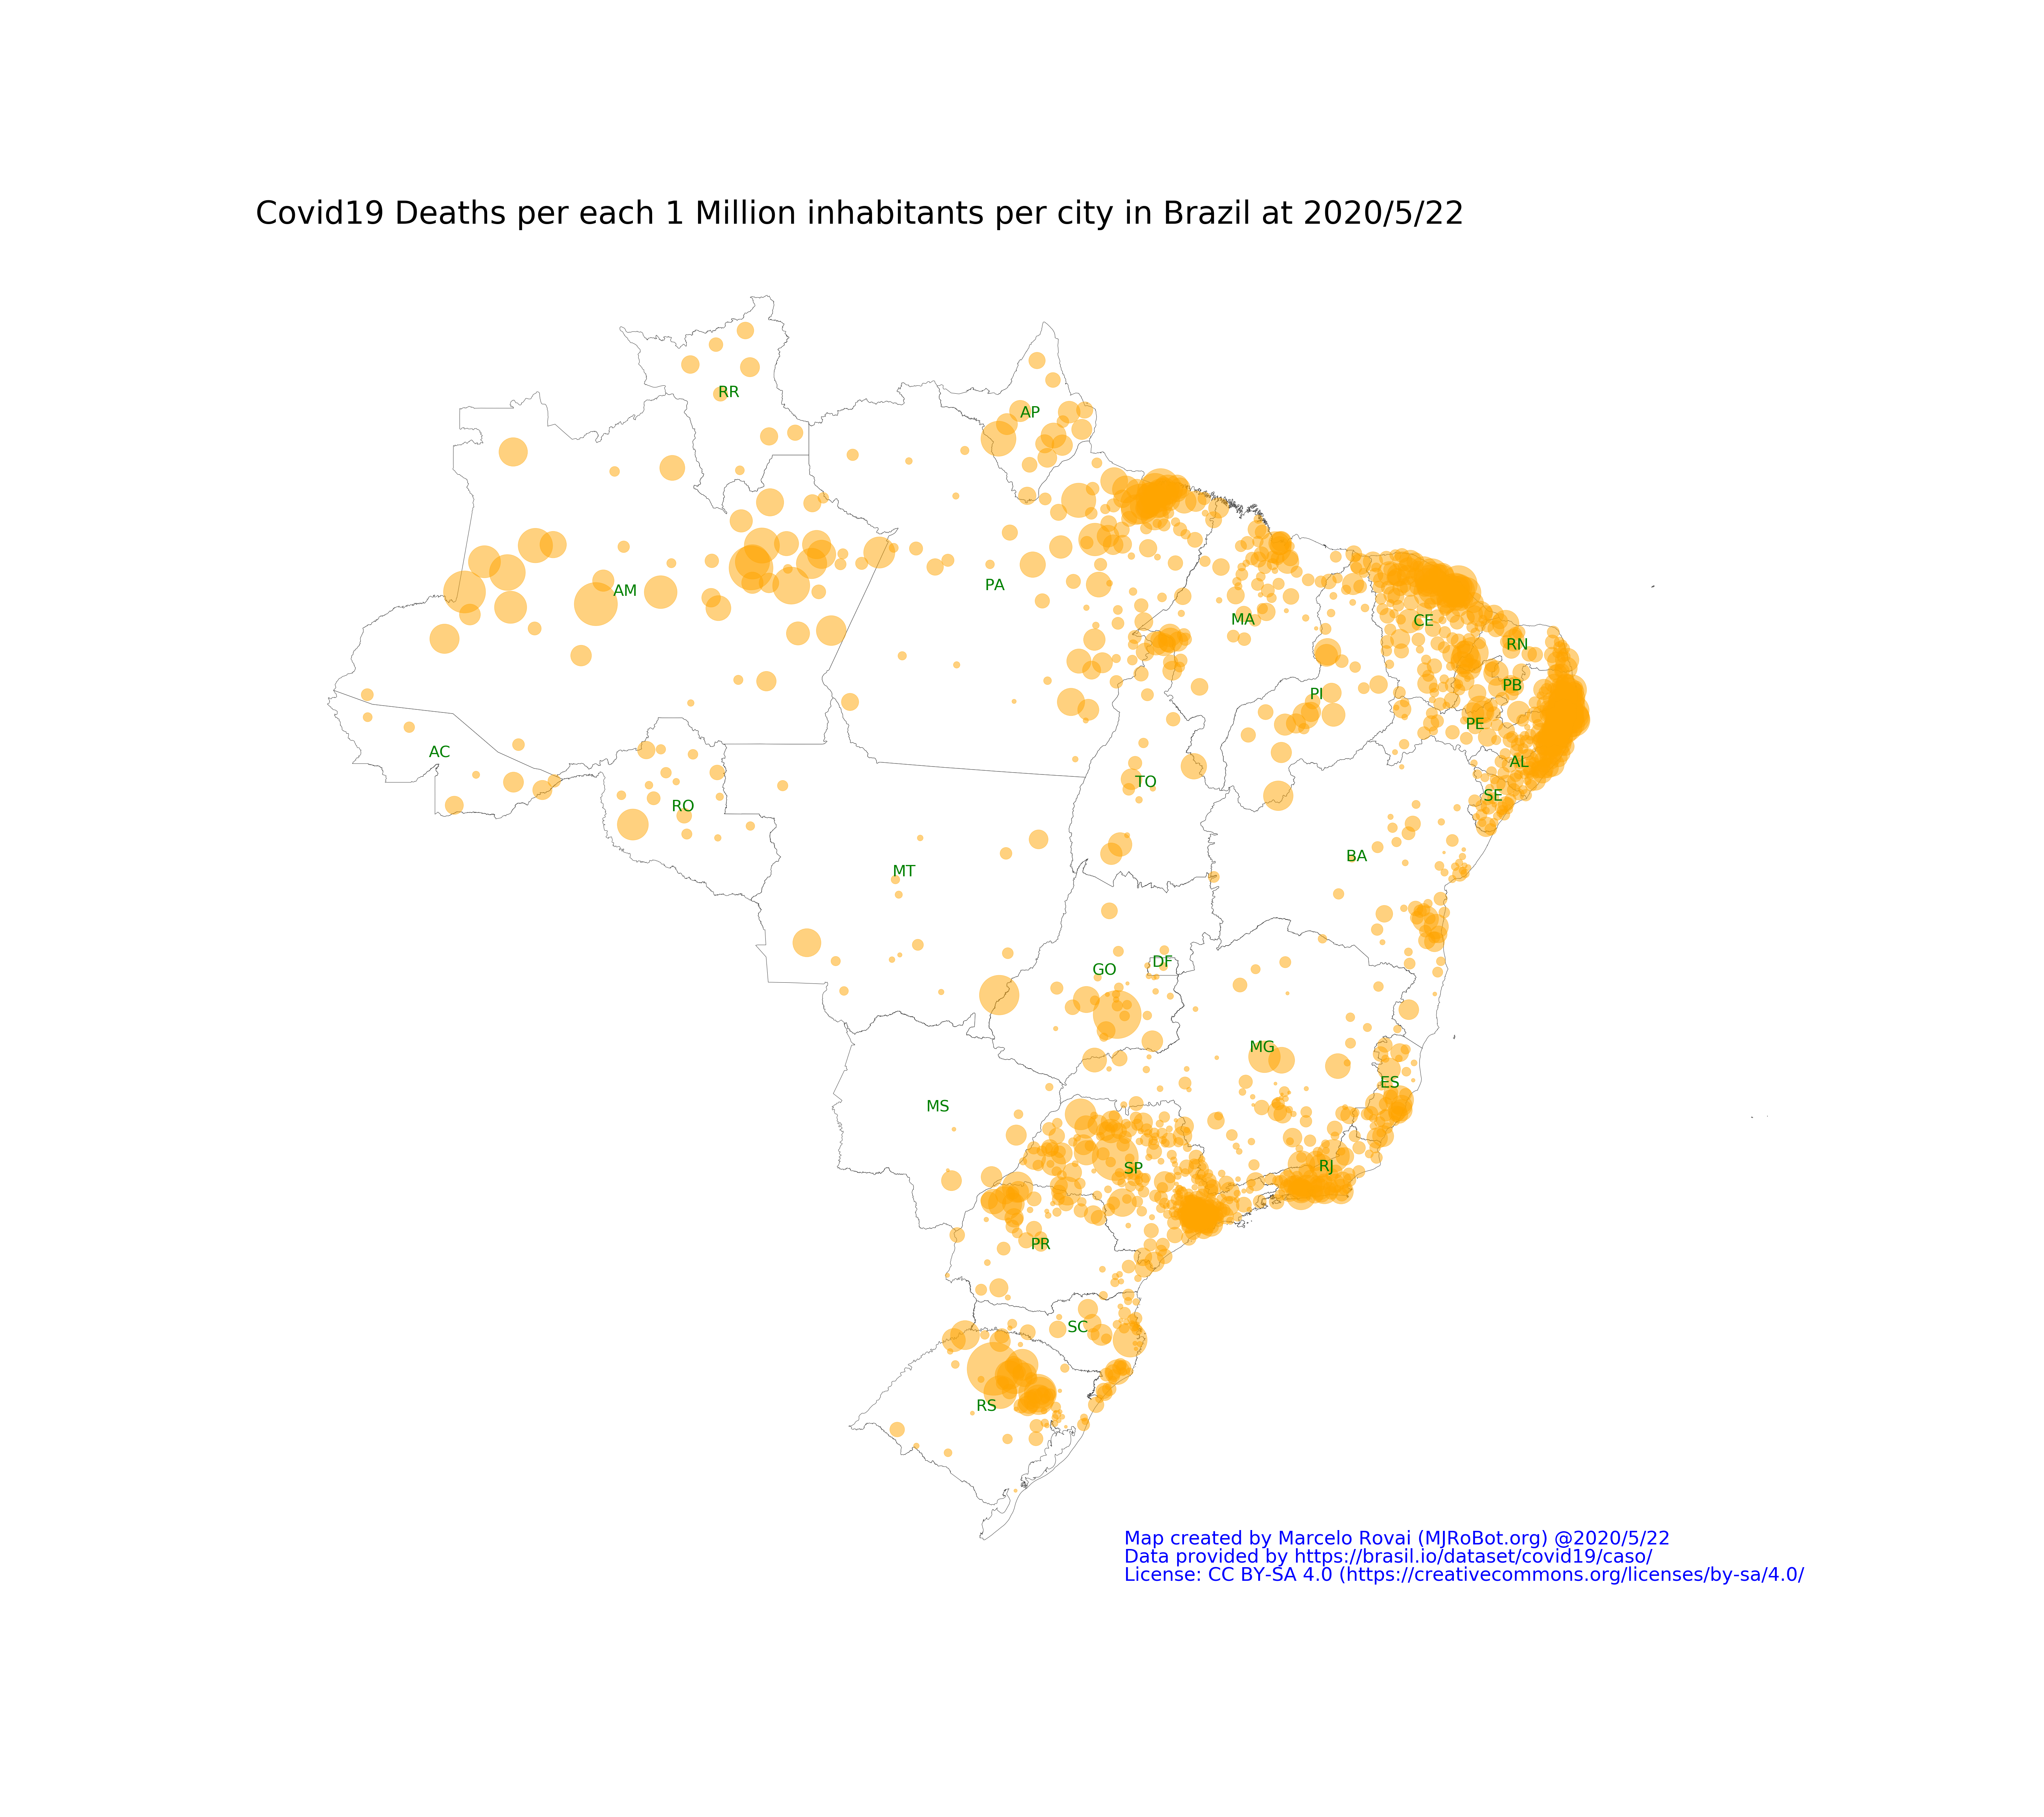 Covid19 Deaths per each 1 Million inhabitants per city in Brazil at 2020/5/22
RR
AP
AM
PA
MA
CE
RN
PB
PI
PE
AC
AL
TO
SE
RO
BA
MT
DF
GO
MG
ES
MS
SP
RJ
PR
SC
RS
Map created by Marcelo Rovai (MJRoBot.org) @2020/5/22
Data provided by https://brasil.io/dataset/covid19/caso/
License: CC BY-SA 4.0 (https://creativecommons.org/licenses/by-sa/4.0/